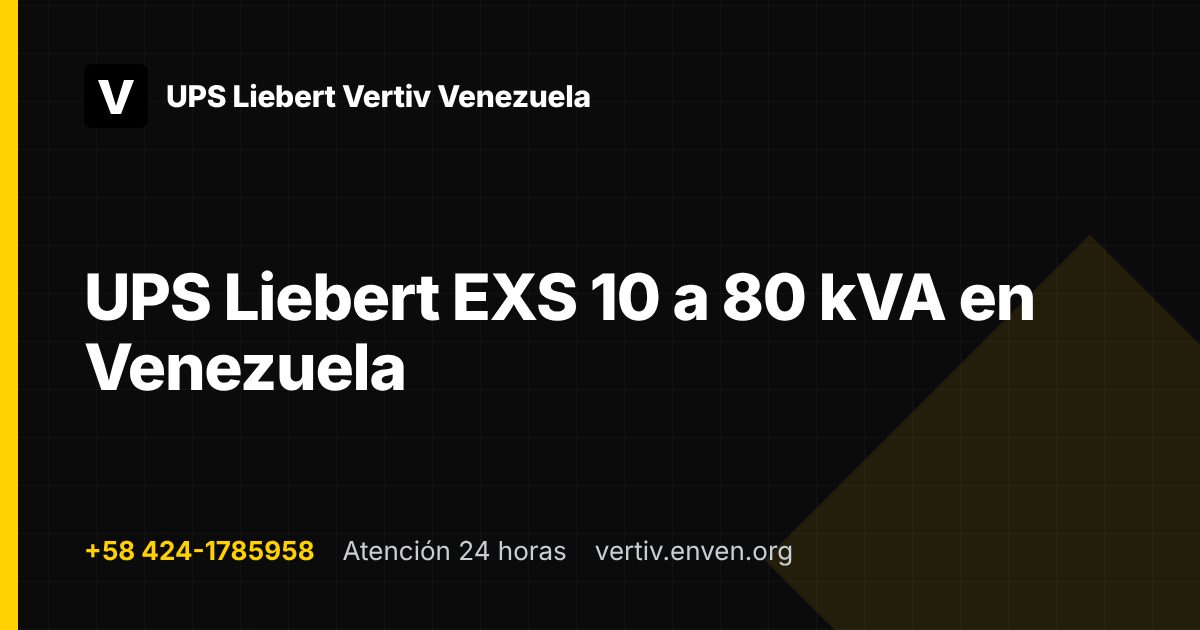 V
UPS Liebert Vertiv Venezuela
UPS Liebert EXS 10 a 80 kVA en
Venezuela
+58 424-1785958 Atención 24 horas vertiv.enven.org